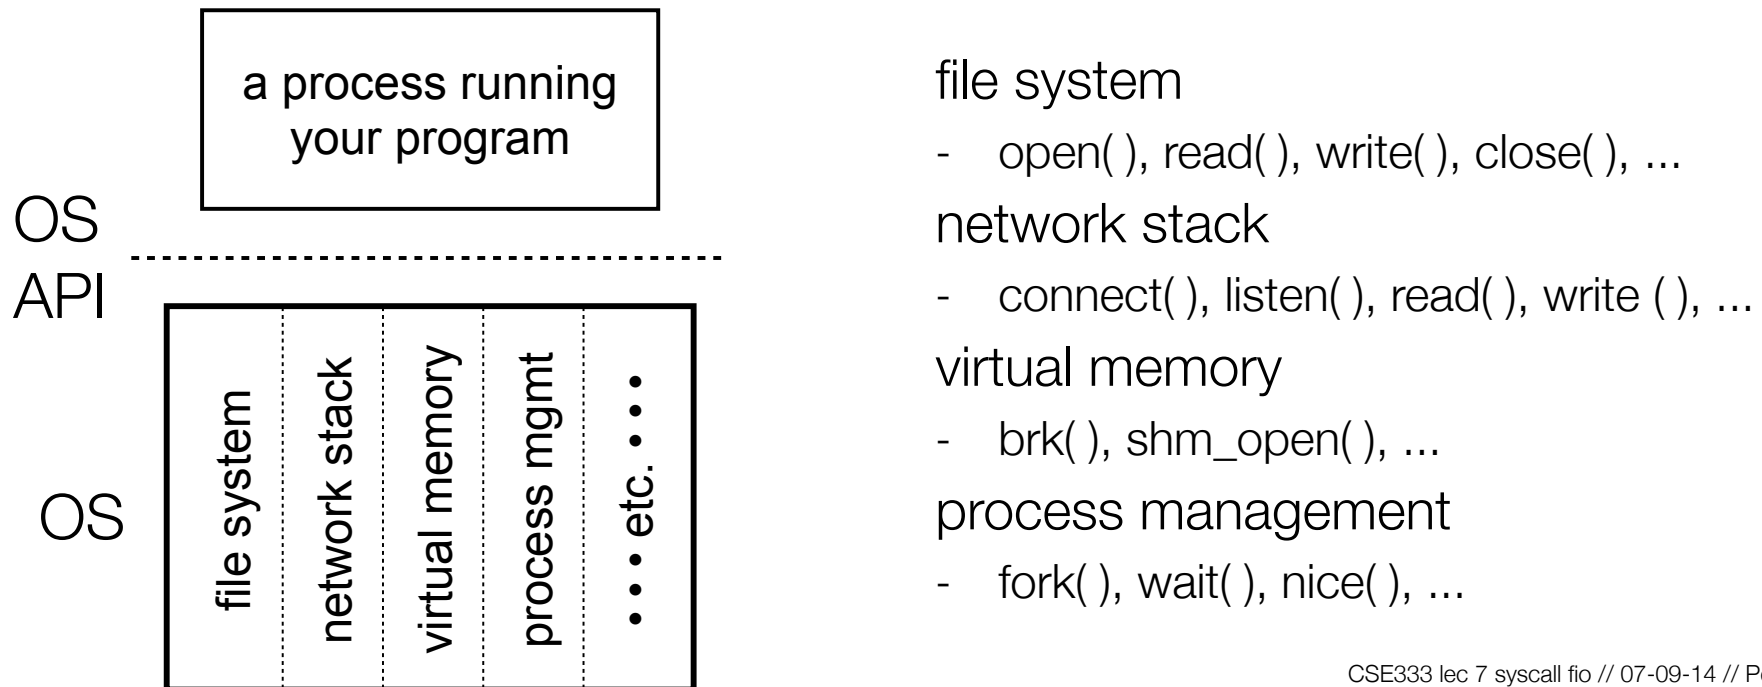 a process running
your program
OS
API
OS
file system
network stack
virtual memory
process mgmt
• • • etc. • • •
file system
- open( ), read( ), write( ), close( ), ...
network stack
- connect( ), listen( ), read( ), write ( ), ...
virtual memory
- brk( ), shm_open( ), ...
process management
- fork( ), wait( ), nice( ), ...
CSE333 lec 7 syscall fio // 07-09-14 // P